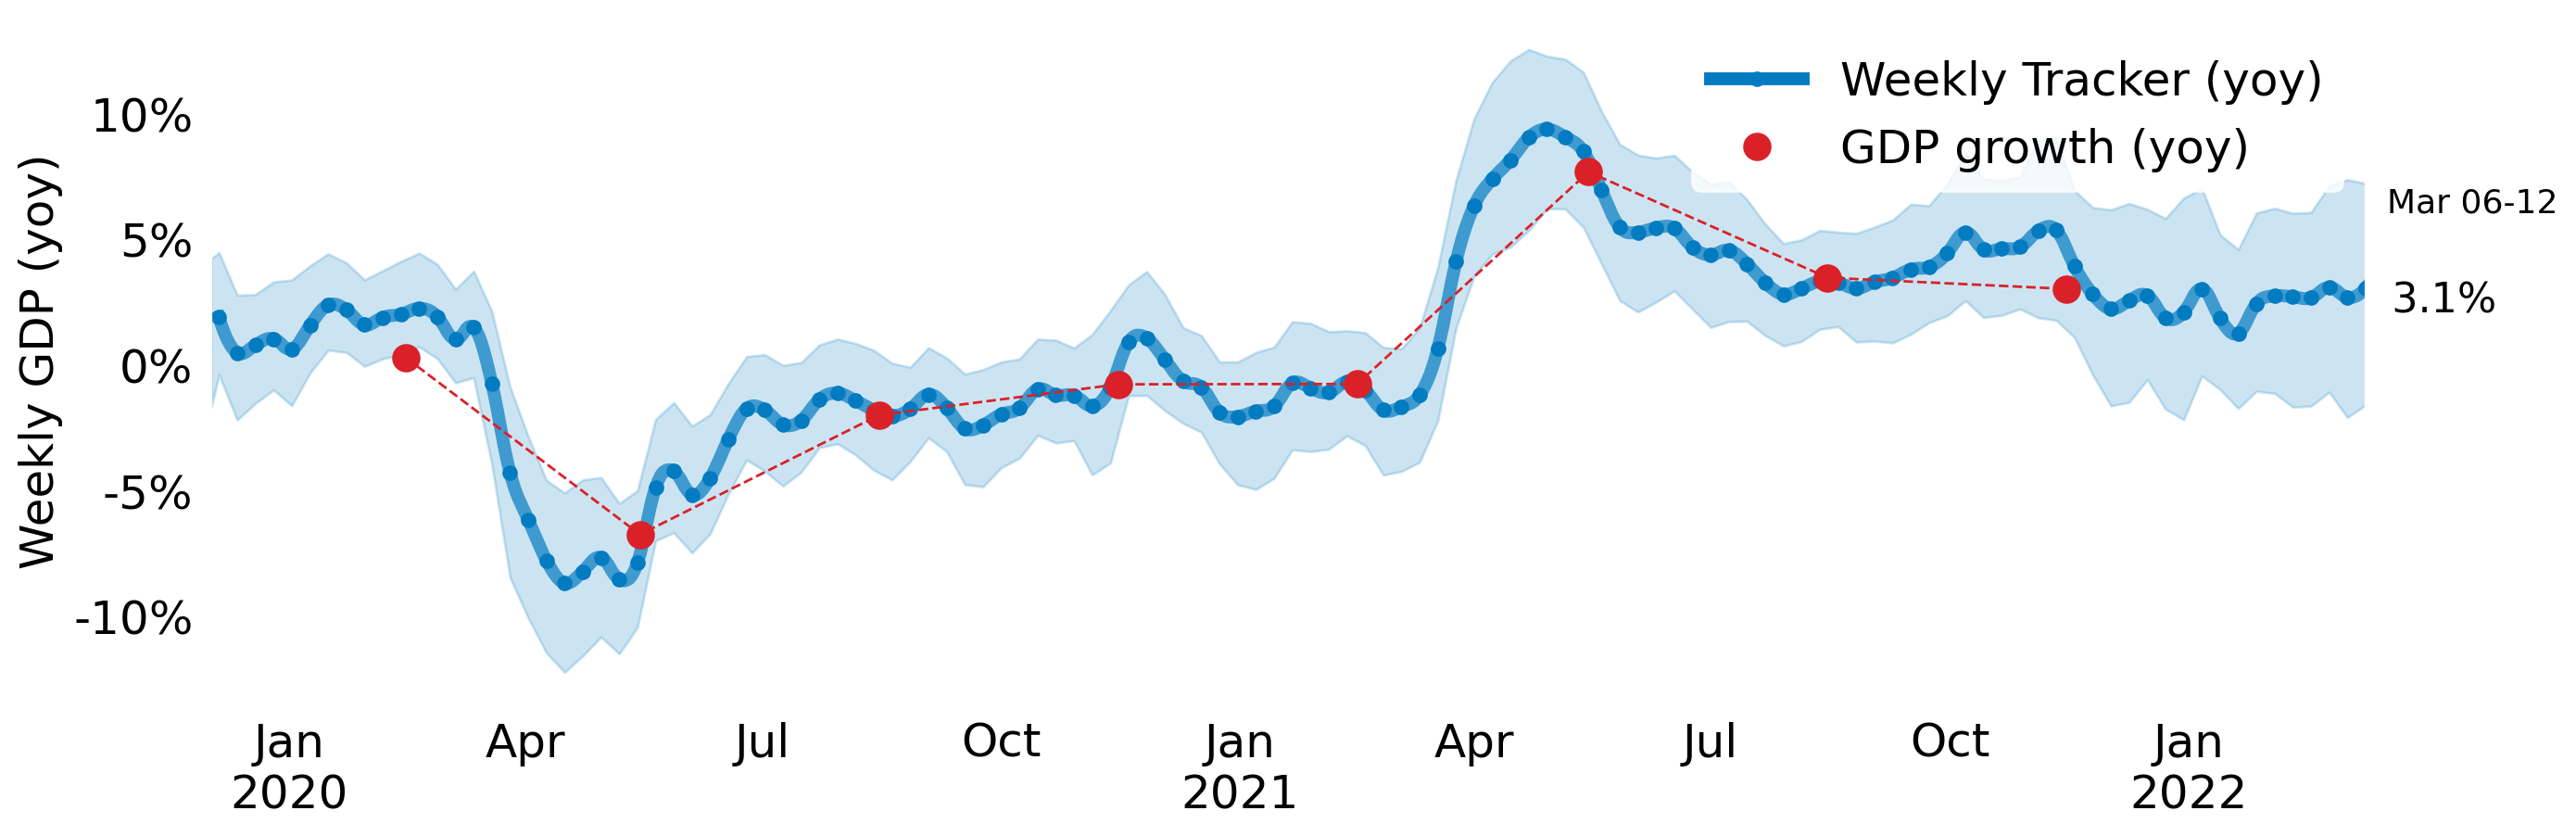 Weekly Tracker (yoy)
GDP growth (yoy)
Weekly GDP (yoy)
10%
5%
0%
-5%
-10%
Mar 06-12
3.1%
Jan
2020
Apr
Jul
Oct
Jan
2021
Apr
Jul
Oct
Jan
2022